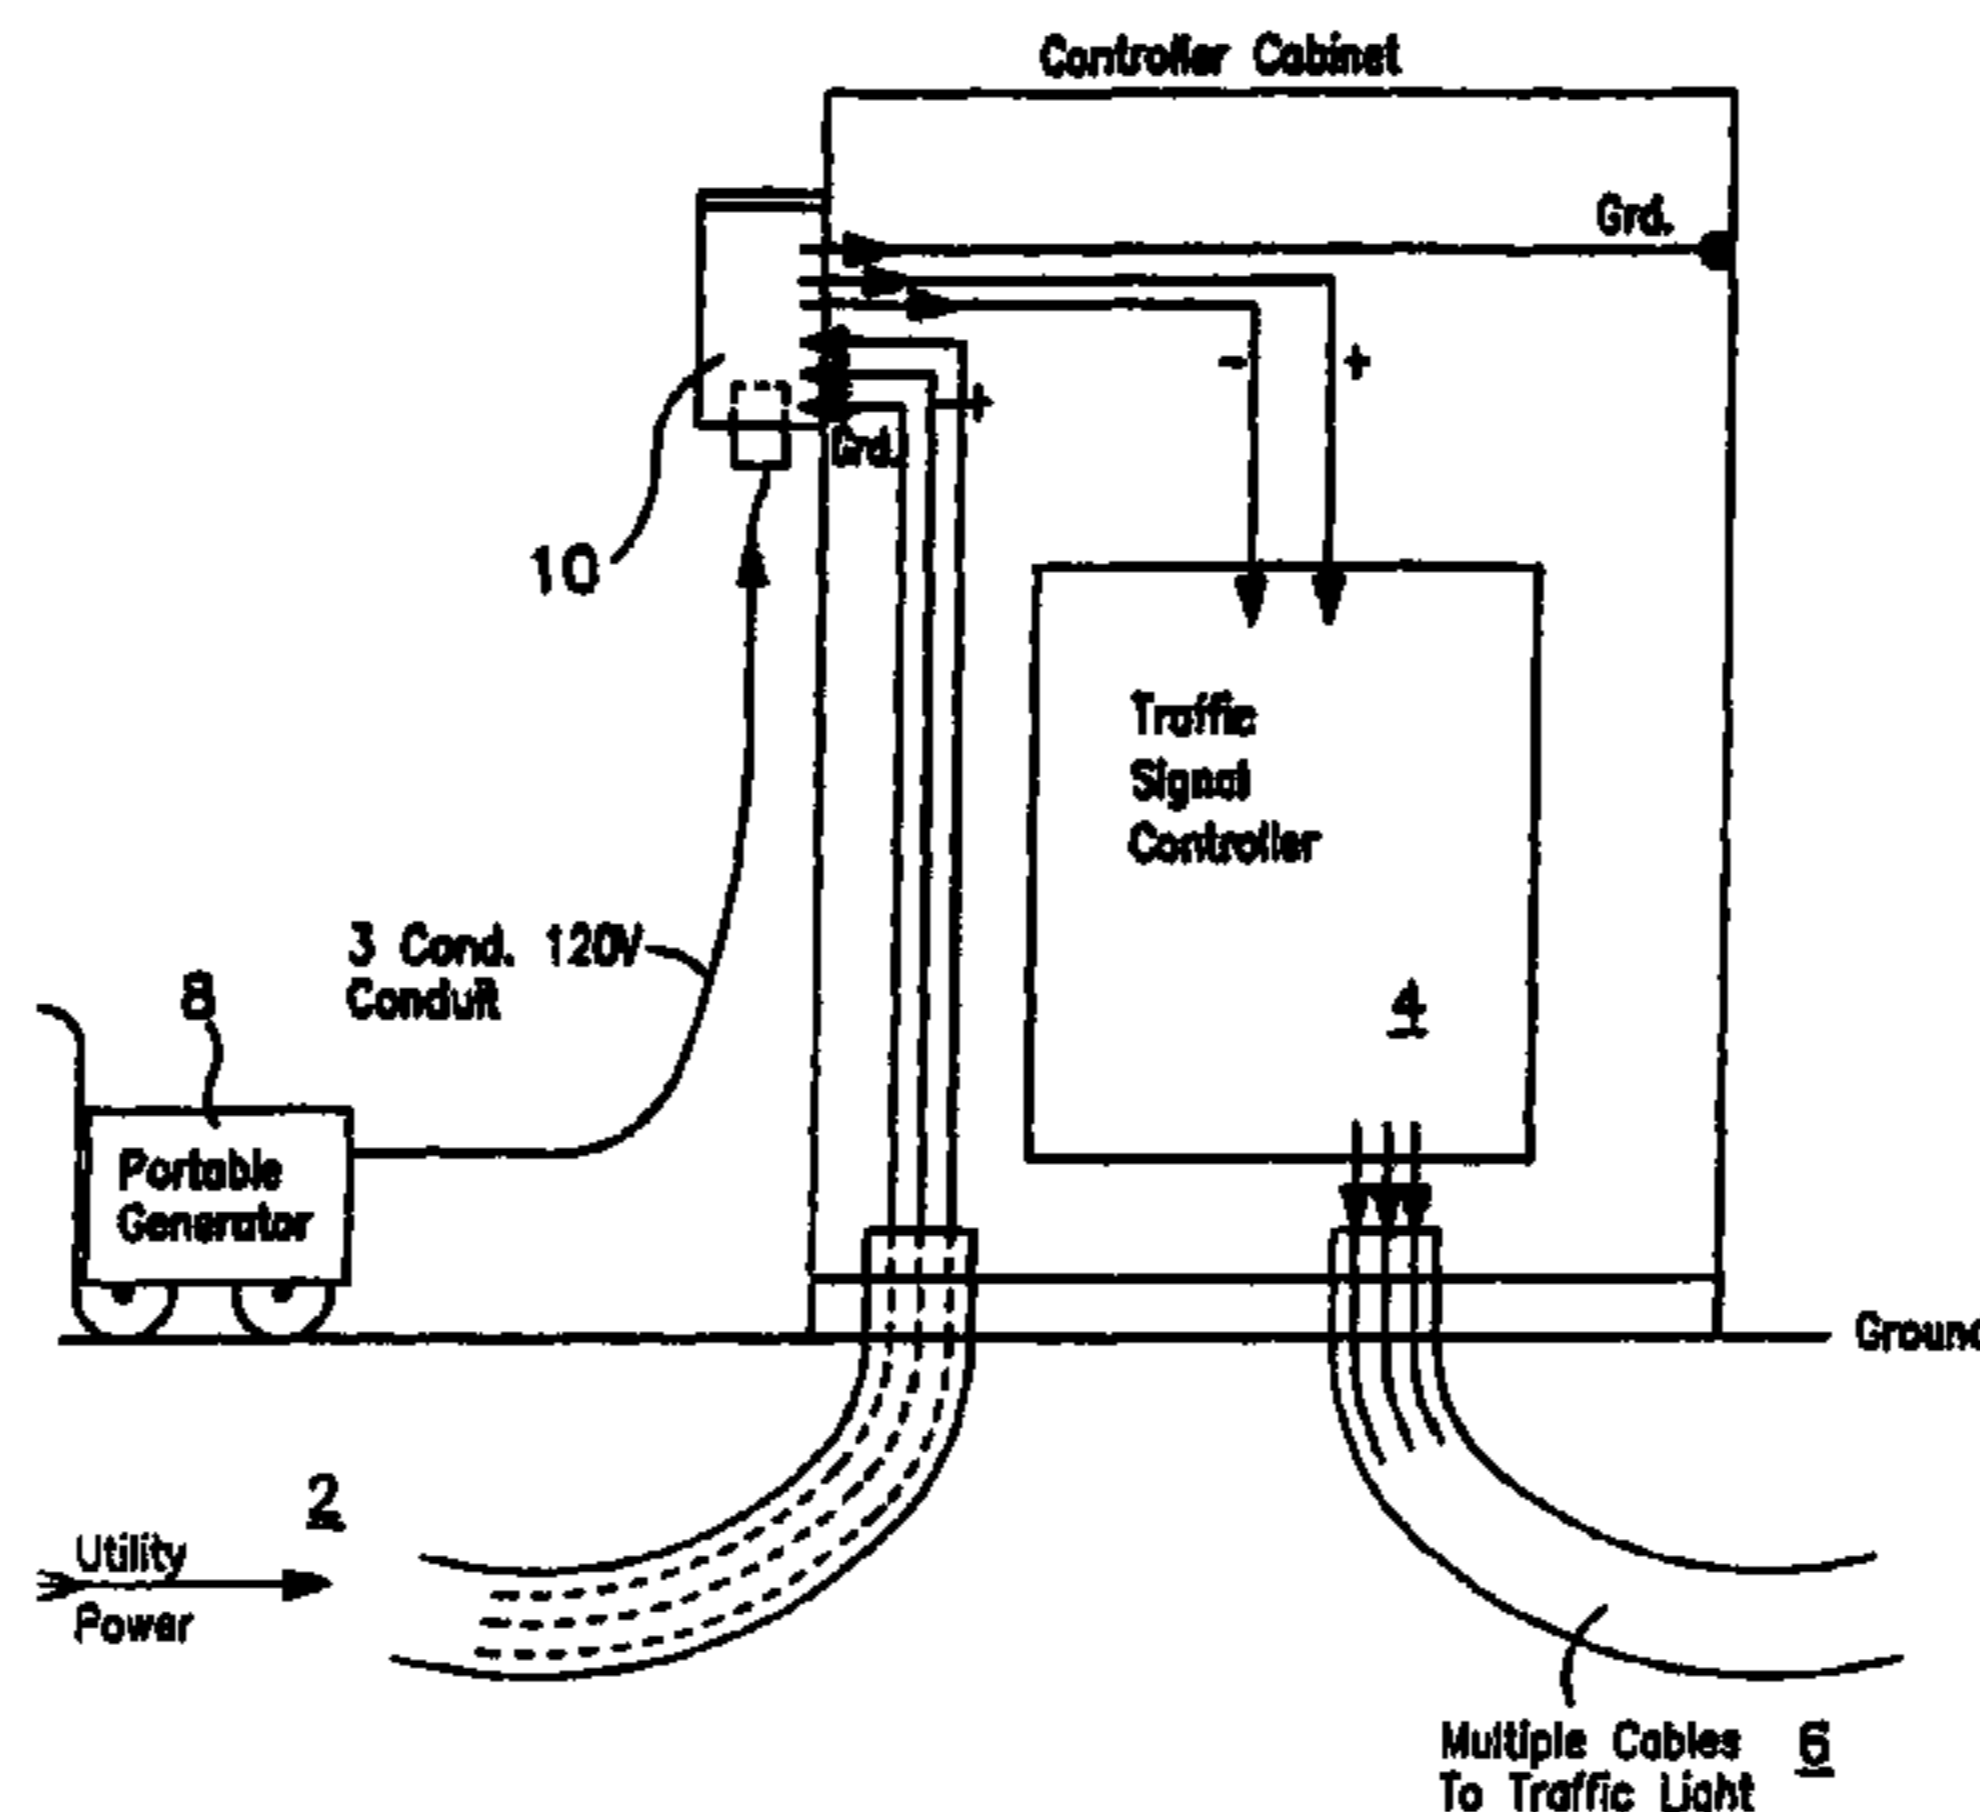 Controller Cabinet
Grd.
- +
+
Grd.
10
Traffic
Signal
Controller
3 Cond. 120V
Conduit
8
4
Portable
Generator
Ground
2
Utility
Power
Multiple Cables 6
To Traffic Light